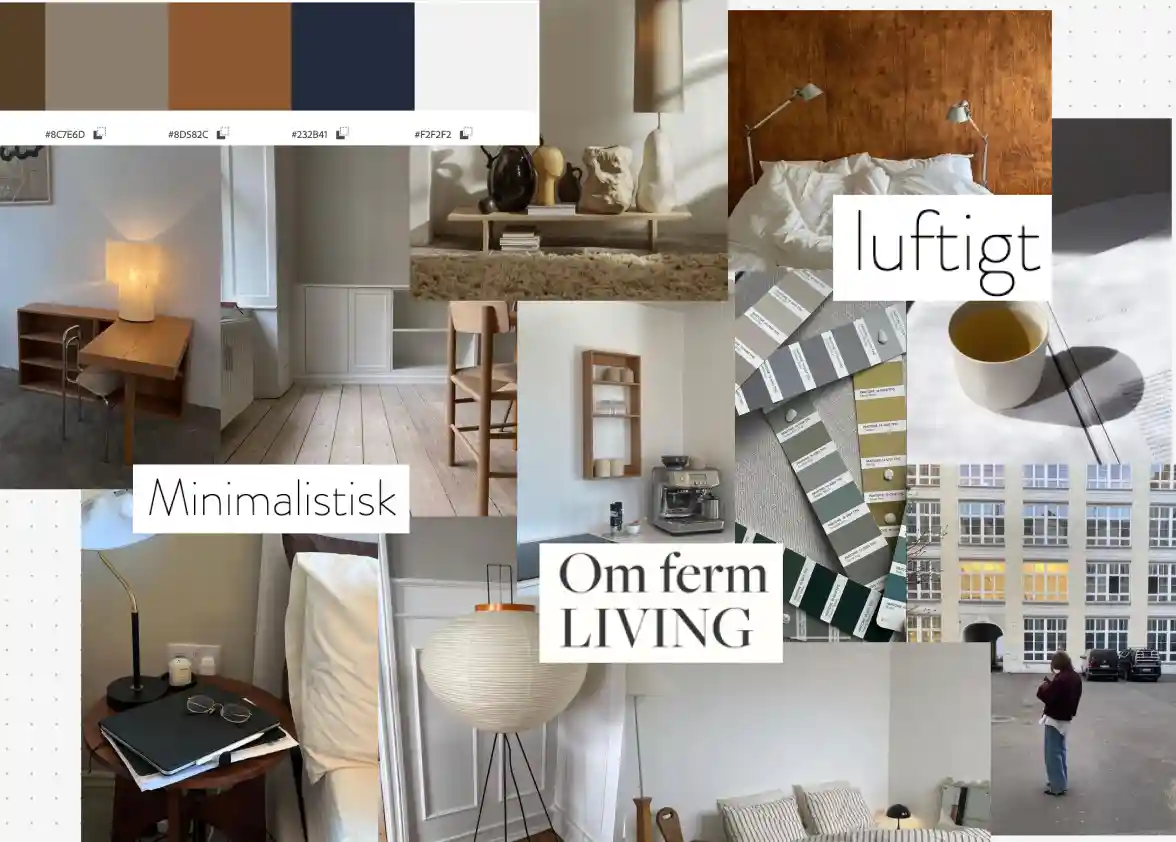 #8C7E6D
#8D582C
#232B41
#F2F2F2
luftigt
Minimalistisk
Om ferm
LIVING